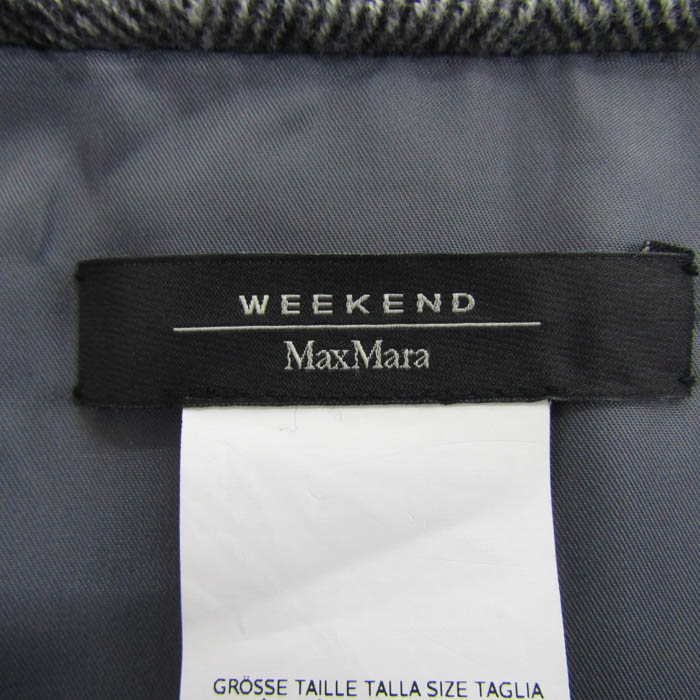 WEEKEND
MaxMara
GRÖSSE TAILLE TALLA SIZE TAGLIA